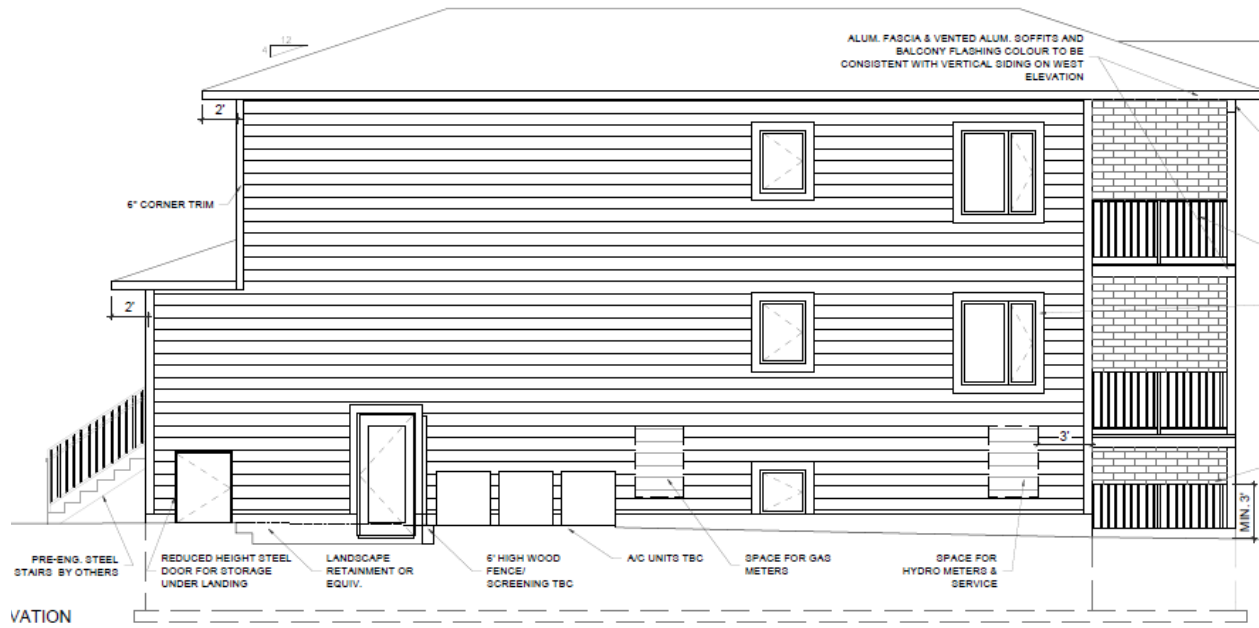 12
4
ALUM. FASCIA & VENTED ALUM. SOFFITS AND
BALCONY FLASHING COLOUR TO BE
CONSISTENT WITH VERTICAL SIDING ON WEST
ELEVATION
2'
6" CORNER TRIM
2'
3'
MIN. 3'
PRE-ENG. STEEL
STAIRS BY OTHERS
REDUCED HEIGHT STEEL
DOOR FOR STORAGE
UNDER LANDING
LANDSCAPE
RETAINMENT OR
EQUIV.
6' HIGH WOOD
FENCE/
SCREENING TBC
A/C UNITS TBC
SPACE FOR GAS
METERS
SPACE FOR
HYDRO METERS &
SERVICE
VATION